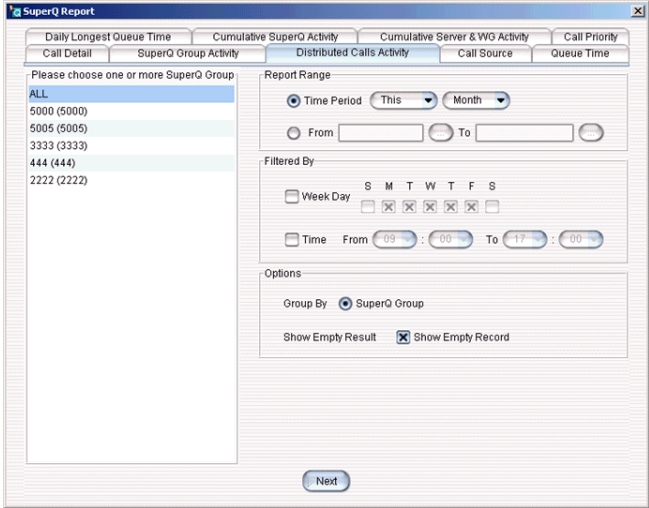 SuperQ Report
Daily Longest Queue Time Cumulative SuperQ Activity Cumulative Server & WG Activity Call Priority
Call Detail SuperQ Group Activity Distributed Calls Activity Call Source Queue Time
Please choose one or more SuperQ Group
ALL
5000 (5000)
5005 (5005)
3333 (3333)
444 (444)
2222 (2222)
Report Range
Time Period This Month
From ... To ...
Filtered By
S M T W T F S
Week Day
Time From 09 : 00 To 17 : 00
Options
Group By SuperQ Group
Show Empty Result Show Empty Record
Next